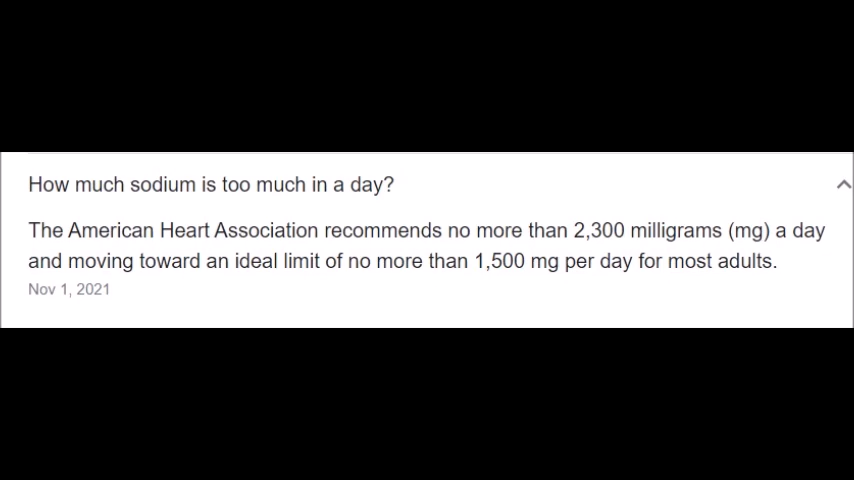 How much sodium is too much in a day?
The American Heart Association recommends no more than 2,300 milligrams (mg) a day
and moving toward an ideal limit of no more than 1,500 mg per day for most adults.
Nov 1, 2021